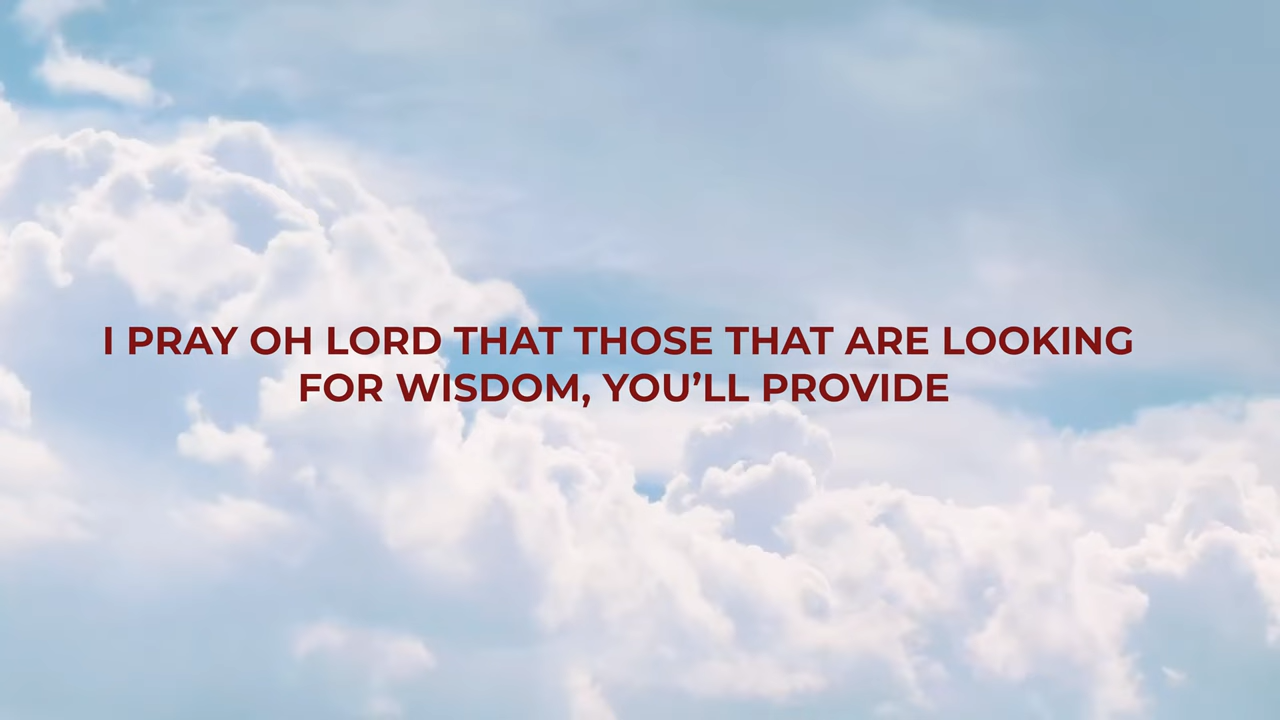 I PRAY OH LORD THAT THOSE THAT ARE LOOKING
FOR WISDOM, YOU’LL PROVIDE